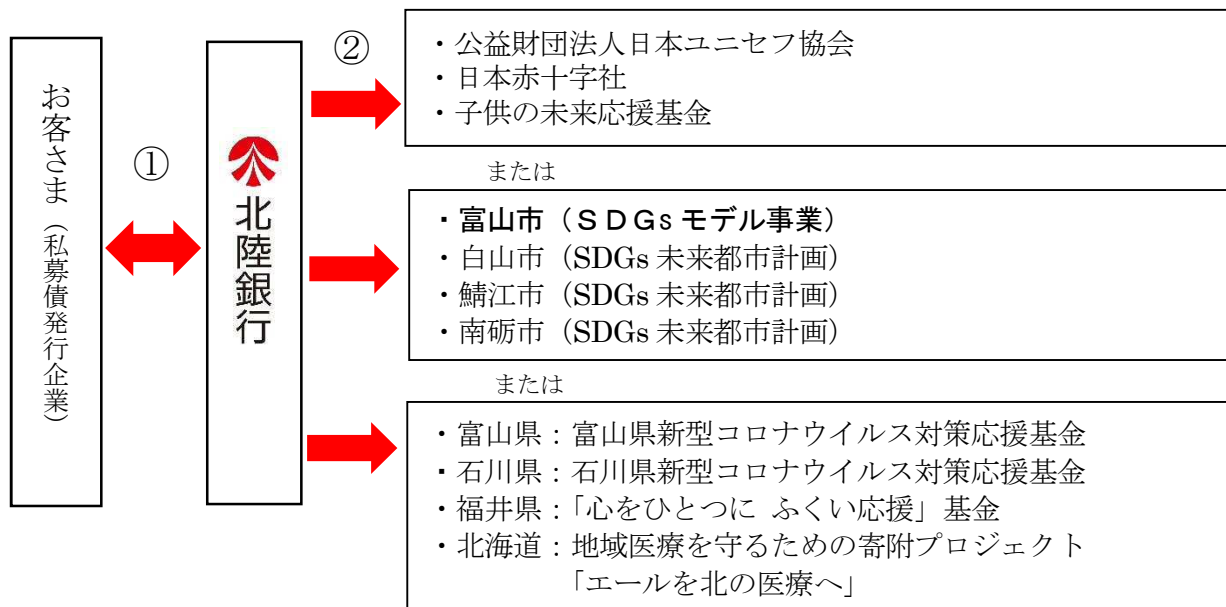 お客さま（私募債発行企業）
①
北陸銀行
②
・公益財団法人日本ユニセフ協会
・日本赤十字社
・子供の未来応援基金
または
・富山市（ＳＤＧs モデル事業）
・白山市（SDGs 未来都市計画）
・鯖江市（SDGs 未来都市計画）
・南砺市（SDGs 未来都市計画）
または
・富山県：富山県新型コロナウイルス対策応援基金
・石川県：石川県新型コロナウイルス対策応援基金
・福井県：「心をひとつに ふくい応援」基金
・北海道：地域医療を守るための寄附プロジェクト
「エールを北の医療へ」